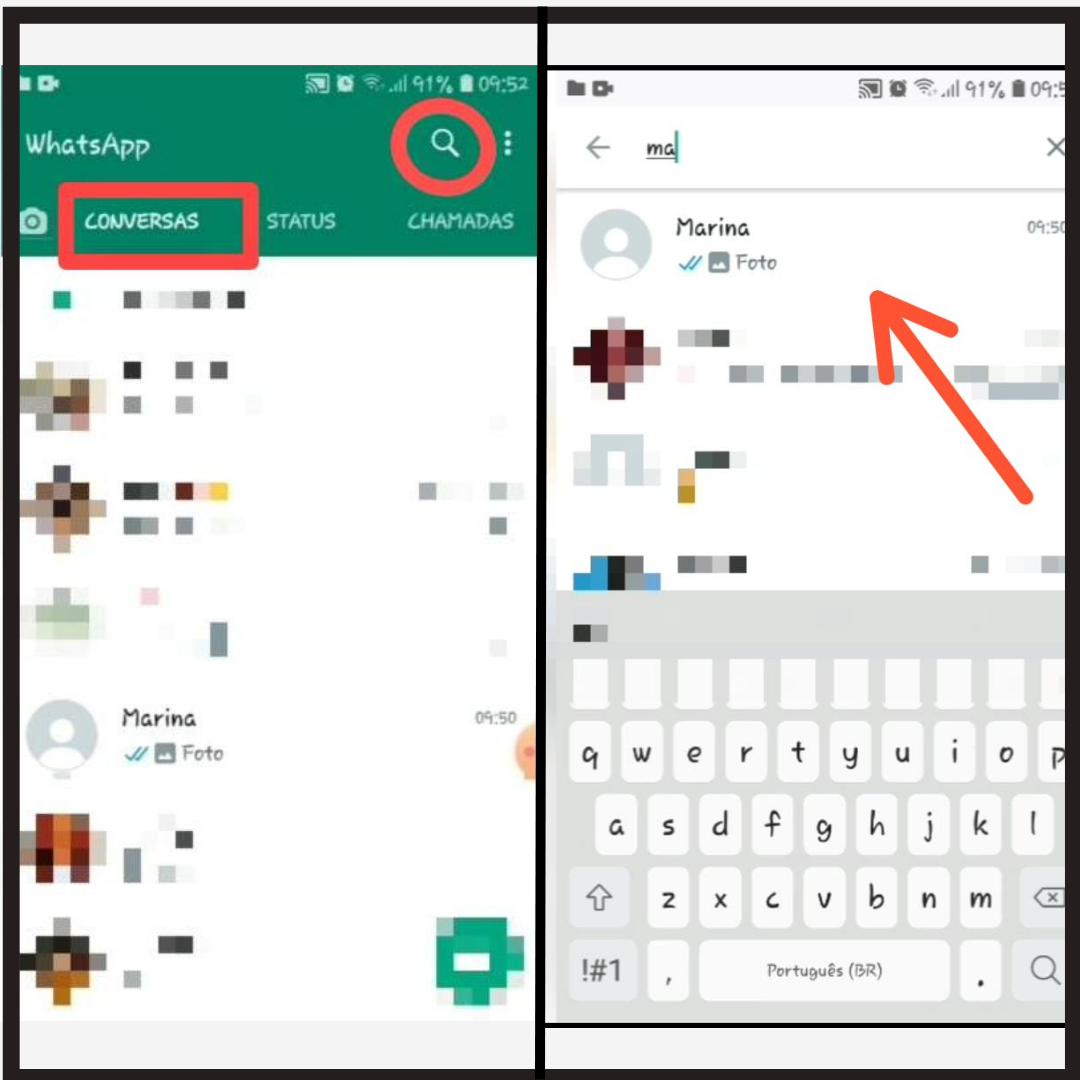 91% 09:52
WhatsApp
CONVERSAS STATUS CHAMADAS
Marina 09:50
Foto
91% 09:5
ma
Marina 09:50
Foto
q w e r t y u i o p
a s d f g h j k l
z x c v b n m
!#1 , Português (BR) .